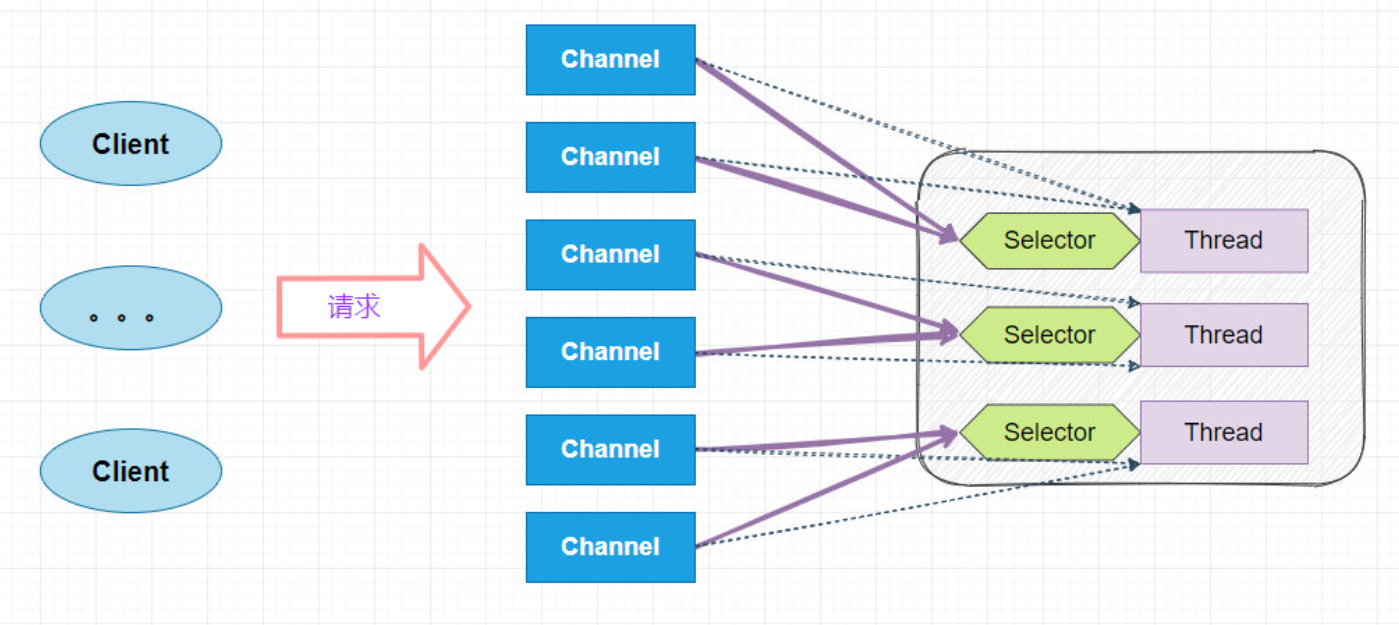 Client
。。。
Client
请求
Channel
Channel
Channel
Channel
Channel
Channel
Selector
Thread
Selector
Thread
Selector
Thread